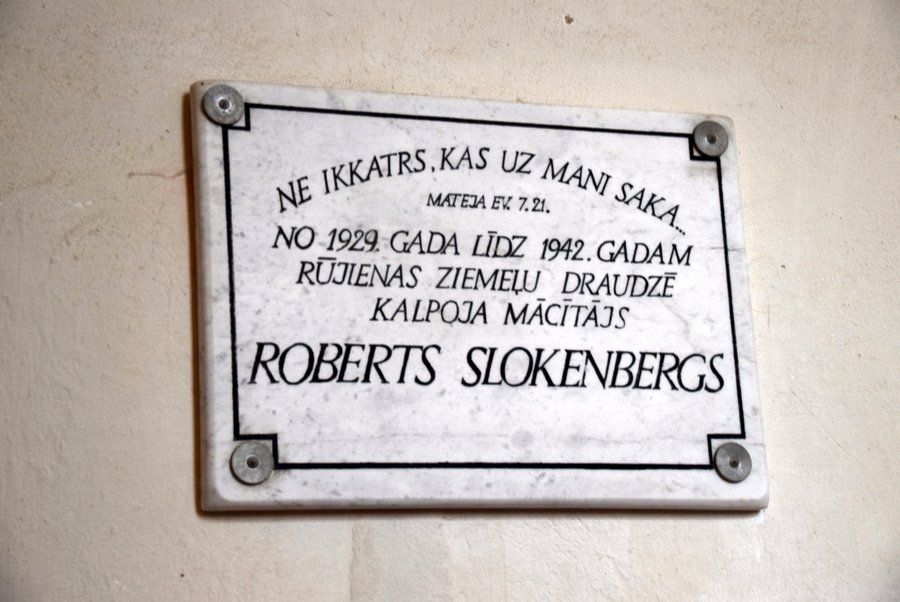 NE IKKATRS, KAS UZ MANI SAKA...
MATEJA EV. 7. 21.
NO 1929. GADA LĪDZ 1942. GADAM
RŪJIENAS ZIEMEĻU DRAUDZĒ
KALPOJA MĀCĪTĀJS
ROBERTS SLOKENBERGS